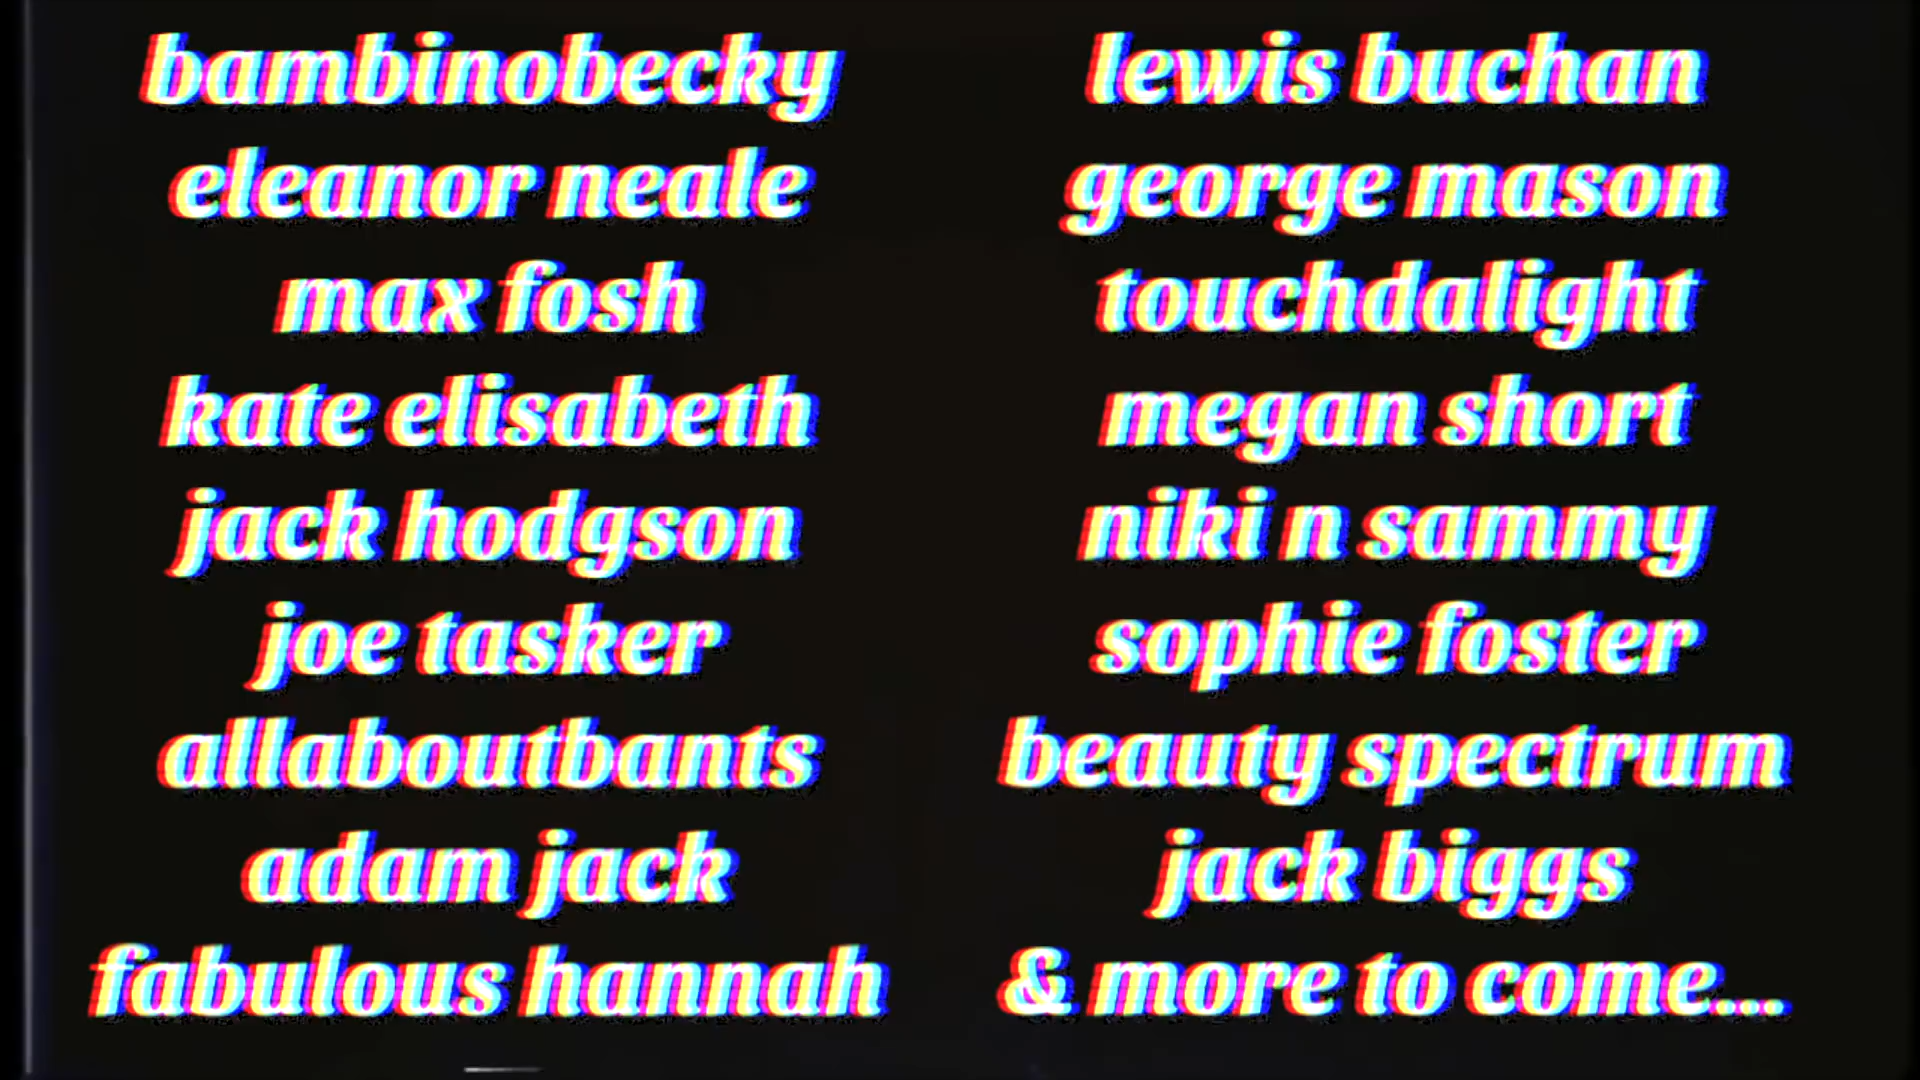 bambinobecky
eleanor neale
max fosh
kate elisabeth
jack hodgson
joe tasker
allaboutbants
adam jack
fabulous hannah
lewis buchan
george mason
touchdalight
megan short
niki n sammy
sophie foster
beauty spectrum
jack biggs
& more to come...